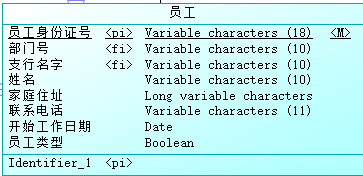 员工
员工身份证号 <pi> Variable characters (18) <M>
部门号 <fi> Variable characters (10)
支行名字 <fi> Variable characters (10)
姓名 Variable characters (10)
家庭住址 Long variable characters
联系电话 Variable characters (11)
开始工作日期 Date
员工类型 Boolean
Identifier_1 <pi>